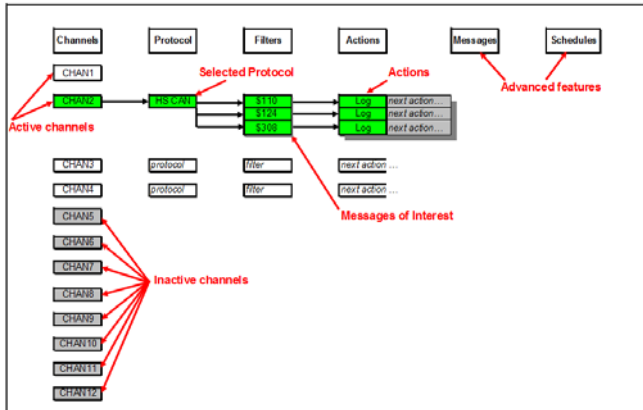 Channels Protocol Filters Actions Messages Schedules
CHAN1
Selected Protocol Actions Advanced features
CHAN2 HS CAN $110 Log next action...
$124 Log next action...
Active channels $308 Log next action...
CHAN3 protocol filter next action ...
CHAN4 protocol filter next action ...
CHAN5
Messages of Interest
CHAN6
CHAN7
Inactive channels
CHAN8
CHAN9
CHAN10
CHAN11
CHAN12